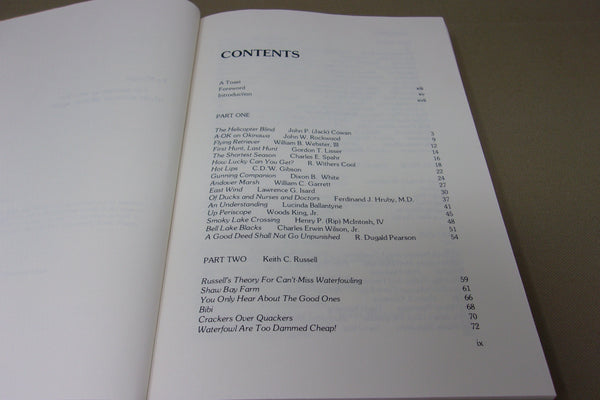 CONTENTS
A Toast xiii
Foreword xv
Introduction xvii
PART ONE
The Helicopter Blind John P. (Jack) Cowan 3
A-OK on Okinawa John W. Rockwood 9
Flying Retriever William B. Webster, III 12
First Hunt, Last Hunt Gordon T. Lisser 14
The Shortest Season Charles E. Spahr 16
How Lucky Can You Get? R. Withers Cool 18
Hot Lips C.D.W. Gibson 22
Gunning Companion Dixon B. White 24
Andover Marsh William C. Garrett 27
East Wind Lawrence G. Isard 30
Of Ducks and Nurses and Doctors Ferdinand J. Hruby, M.D. 37
An Understanding Lucinda Ballantyne 41
Up Periscope Woods King, Jr. 45
Smoky Lake Crossing Henry P. (Rip) McIntosh, IV 48
Bell Lake Blacks Charles Erwin Wilson, Jr. 51
A Good Deed Shall Not Go Unpunished R. Dugald Pearson 54
PART TWO Keith C. Russell
Russell's Theory For Can't-Miss Waterfowling 59
Shaw Bay Farm 61
You Only Hear About The Good Ones 66
Bibi 68
Crackers Over Quackers 70
Waterfowl Are Too Dammed Cheap! 72
ix